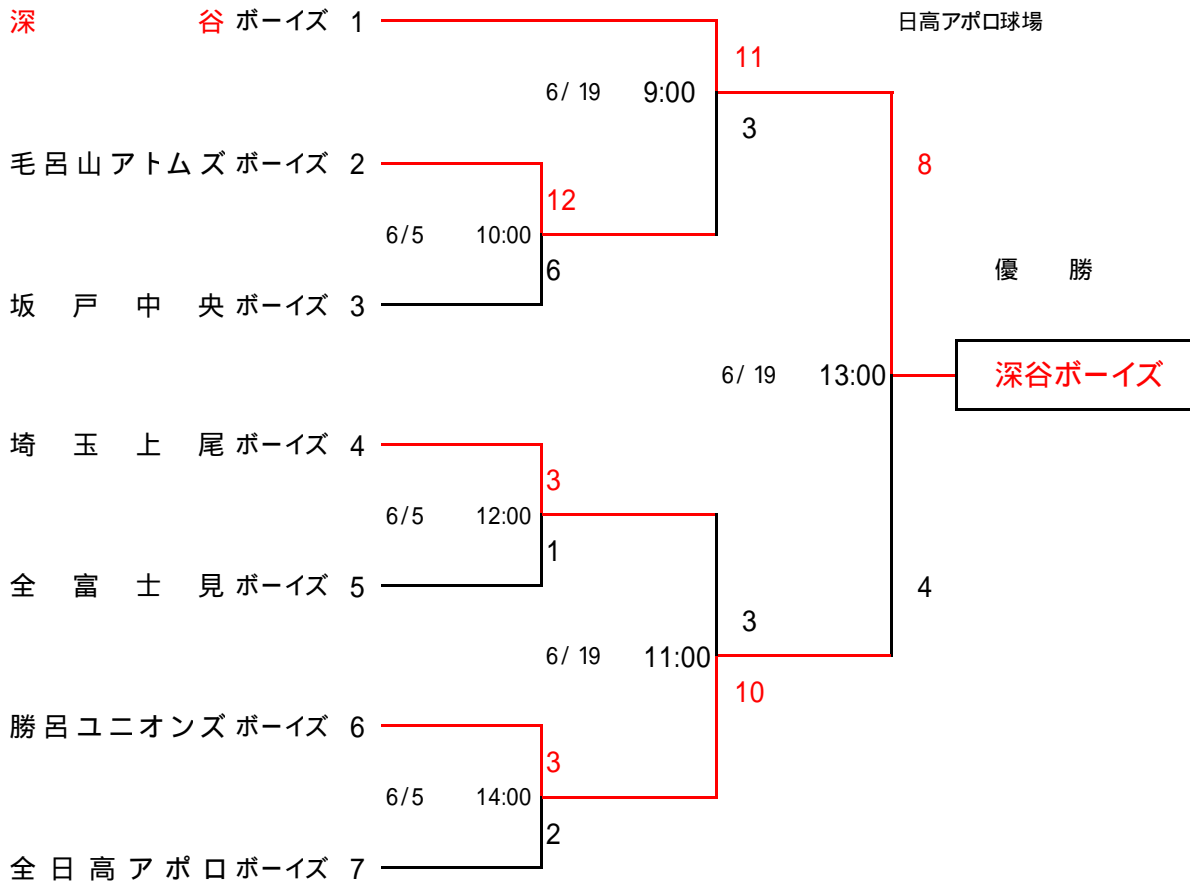 深谷ボーイズ 1
日高アポロ球場
11
6/19 9:00
3
毛呂山アトムズボーイズ 2
8
12
6/5 10:00
6
優勝
坂戸中央ボーイズ 3
6/19 13:00
深谷ボーイズ
埼玉上尾ボーイズ 4
3
6/5 12:00
1
全富士見ボーイズ 5
4
3
6/19 11:00
10
勝呂ユニオンズボーイズ 6
3
6/5 14:00
2
全日高アポロボーイズ 7